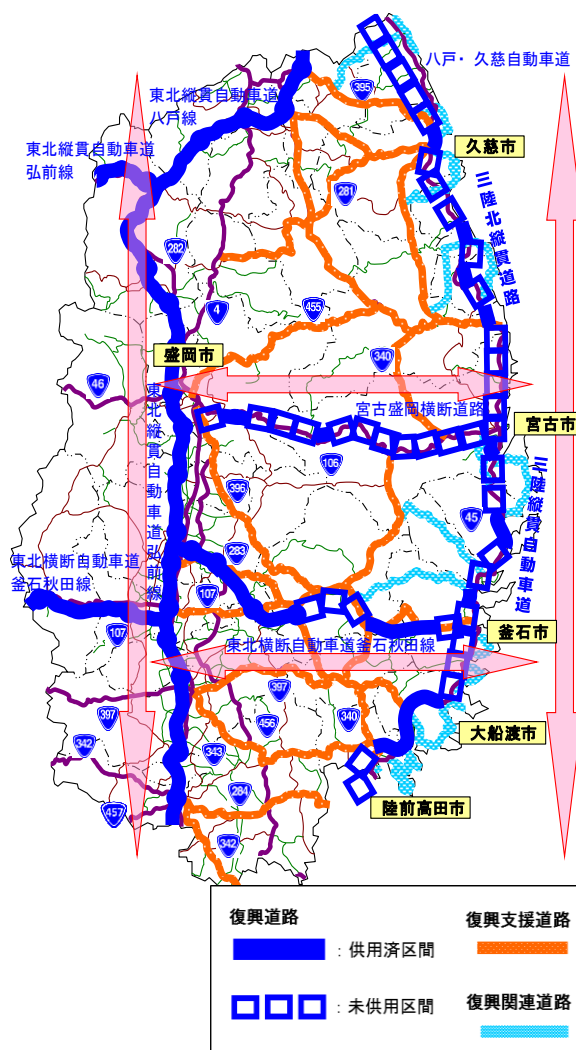 八戸・久慈自動車道
東北縦貫自動車道
八戸線
395
東北縦貫自動車道
弘前線
久慈市
281
三陸北縦貫道路
282
4
455
盛岡市
340
46
宮古盛岡横断道路
宮古市
東北縦貫自動車道弘前線
106
396
45
三陸縦貫自動車道
283
東北横断自動車道
釜石秋田線
107
釜石市
107
東北横断自動車道釜石秋田線
397
397
456
340
大船渡市
342
343
284
陸前高田市
457
342
復興道路
復興支援道路
：供用済区間
：未供用区間
復興関連道路